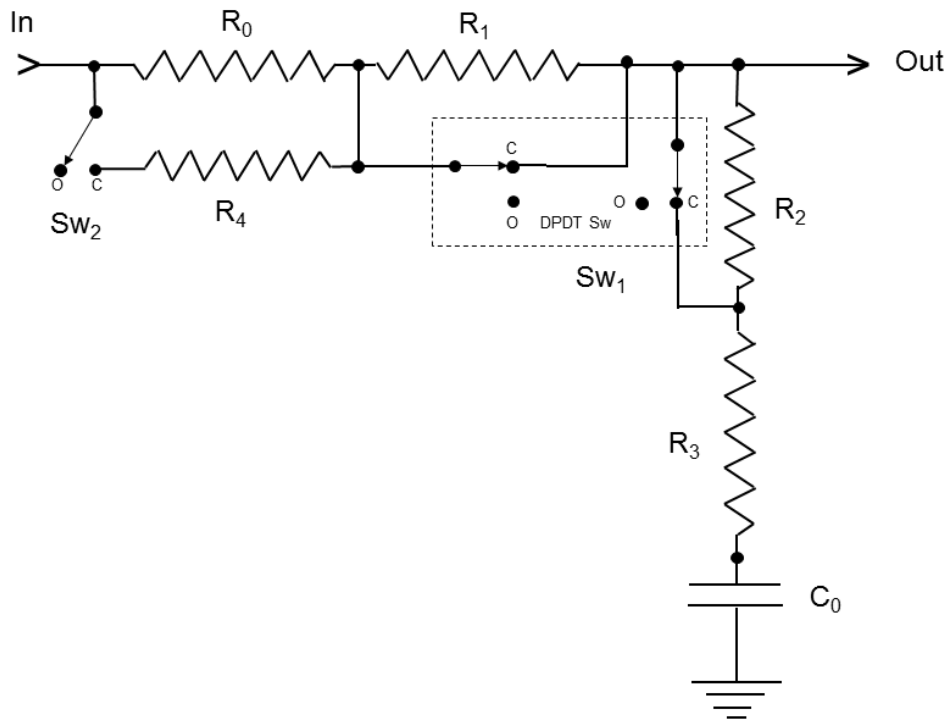 In
R₀
R₁
Out
C
O
C
R₄
Sw₂
O
DPDT Sw
O
C
R₂
Sw₁
R₃
C₀